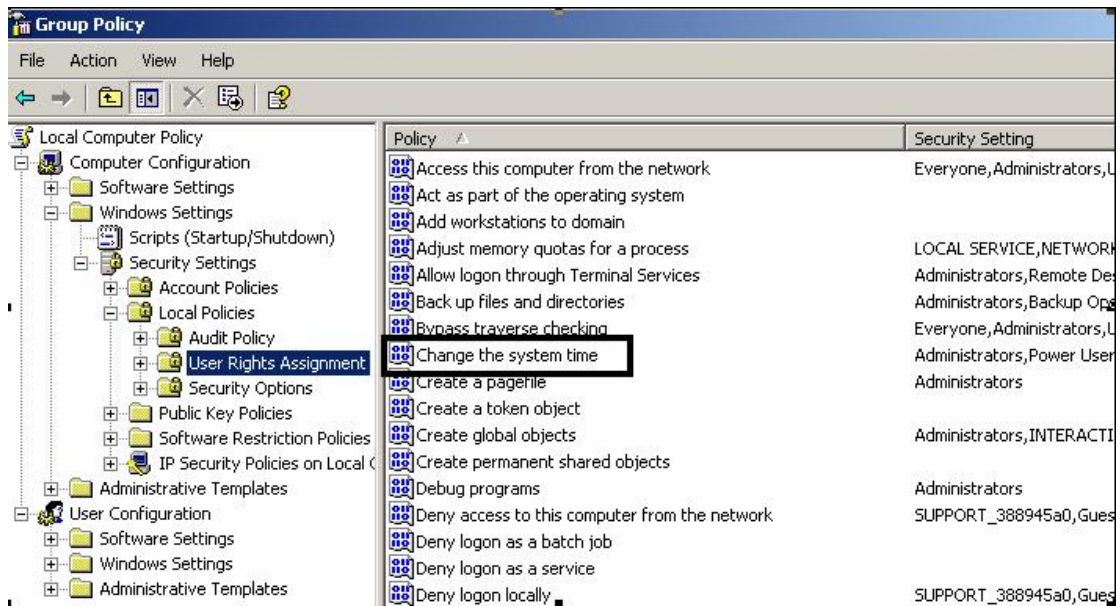 Group Policy
File Action View Help
Local Computer Policy
Computer Configuration
Software Settings
Windows Settings
Scripts (Startup/Shutdown)
Security Settings
Account Policies
Local Policies
Audit Policy
User Rights Assignment
Security Options
Public Key Policies
Software Restriction Policies
IP Security Policies on Local
Administrative Templates
User Configuration
Software Settings
Windows Settings
Administrative Templates
Policy Security Setting
Access this computer from the network Everyone,Administrators,U
Act as part of the operating system
Add workstations to domain
Adjust memory quotas for a process LOCAL SERVICE,NETWORK
Allow logon through Terminal Services Administrators,Remote Des
Back up files and directories Administrators,Backup Ope
Bypass traverse checking Everyone,Administrators,U
Change the system time Administrators,Power User
Create a pagefile Administrators
Create a token object
Create global objects Administrators,INTERACTI
Create permanent shared objects
Debug programs Administrators
Deny access to this computer from the network SUPPORT_388945a0,Gues
Deny logon as a batch job
Deny logon as a service
Deny logon locally SUPPORT_388945a0,Gues